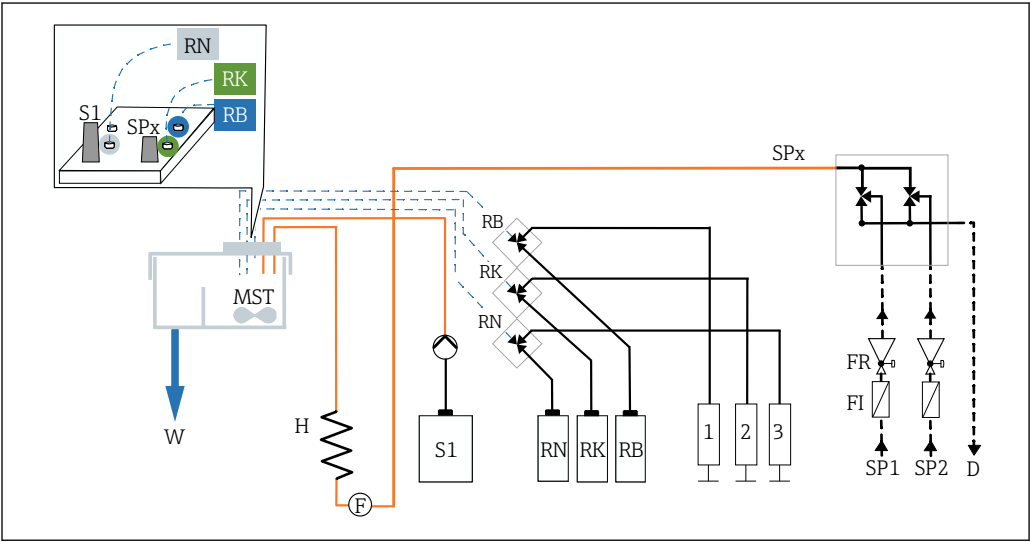 RN
RK
RB
S1
SPx
SPx
RB
RK
RN
MST
W
H
F
S1
RN
RK
RB
1
2
3
FR
FI
SP1
SP2
D